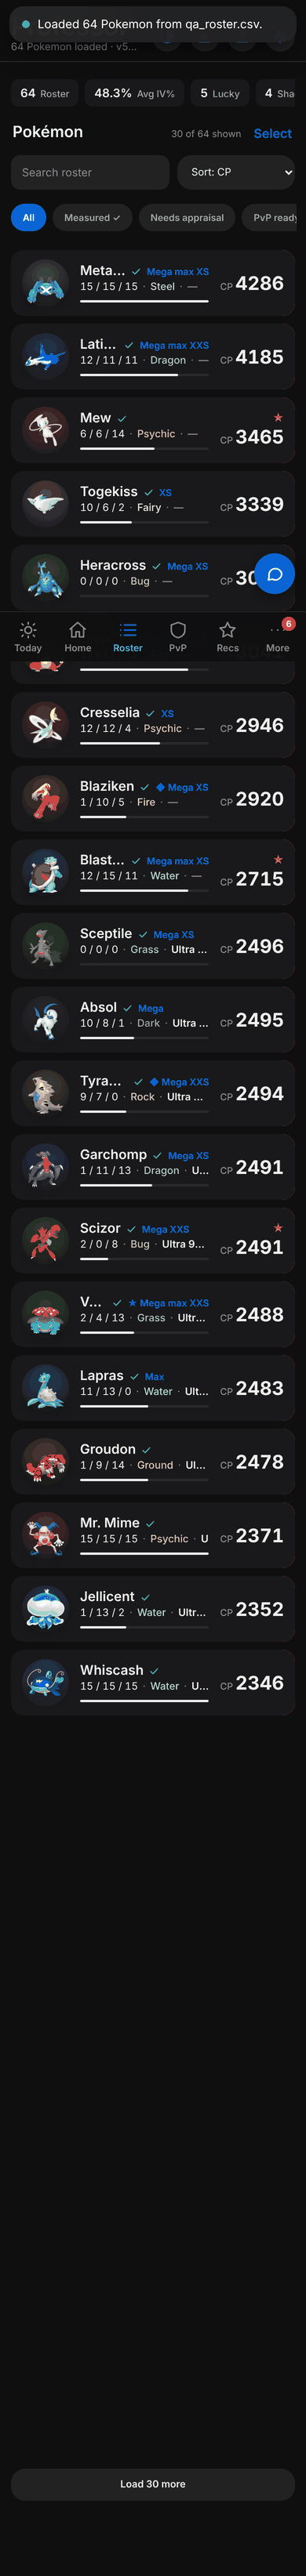 Loaded 64 Pokemon from qa_roster.csv.
64 Pokemon loaded · v5...
64 Roster
48.3% Avg IV%
5 Lucky
4 Sha
Pokémon
30 of 64 shown
Select
Search roster
Sort: CP
All
Measured ✓
Needs appraisal
PvP ready
Meta... ✓ Mega max XS
15 / 15 / 15 · Steel · —
CP 4286
Lati... ✓ Mega max XXS
12 / 11 / 11 · Dragon · —
CP 4185
Mew ✓
6 / 6 / 14 · Psychic · —
★
CP 3465
Togekiss ✓ XS
10 / 6 / 2 · Fairy · —
CP 3339
Heracross ✓ Mega XS
0 / 0 / 0 · Bug · —
CP 30
Today
Home
Roster
PvP
Recs
6
More
Cresselia ✓ XS
12 / 12 / 4 · Psychic · —
CP 2946
Blaziken ✓ ◆ Mega XS
1 / 10 / 5 · Fire · —
CP 2920
Blast... ✓ Mega max XS
12 / 15 / 11 · Water · —
★
CP 2715
Sceptile ✓ Mega XS
0 / 0 / 0 · Grass · Ultra ...
CP 2496
Absol ✓ Mega
10 / 8 / 1 · Dark · Ultra ...
CP 2495
Tyra... ✓ ◆ Mega XXS
9 / 7 / 0 · Rock · Ultra ...
CP 2494
Garchomp ✓ Mega XS
1 / 11 / 13 · Dragon · U...
CP 2491
Scizor ✓ Mega XXS
2 / 0 / 8 · Bug · Ultra 9...
★
CP 2491
V... ✓ ★ Mega max XXS
2 / 4 / 13 · Grass · Ultr...
CP 2488
Lapras ✓ Max
11 / 13 / 0 · Water · Ult...
CP 2483
Groudon ✓
1 / 9 / 14 · Ground · Ul...
CP 2478
Mr. Mime ✓
15 / 15 / 15 · Psychic · U
CP 2371
Jellicent ✓
1 / 13 / 2 · Water · Ultr...
CP 2352
Whiscash ✓
15 / 15 / 15 · Water · U...
CP 2346
Load 30 more